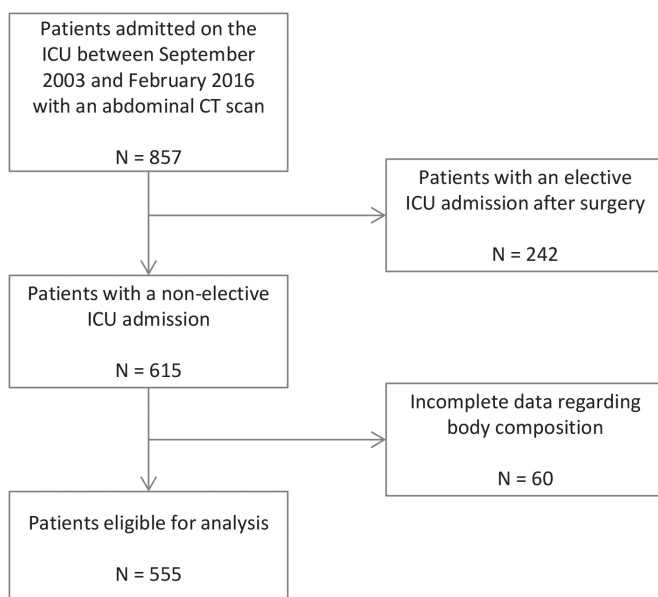 Patients admitted on the
ICU between September
2003 and February 2016
with an abdominal CT scan
N = 857
Patients with an elective
ICU admission after surgery
N = 242
Patients with a non-elective
ICU admission
N = 615
Incomplete data regarding
body composition
N = 60
Patients eligible for analysis
N = 555